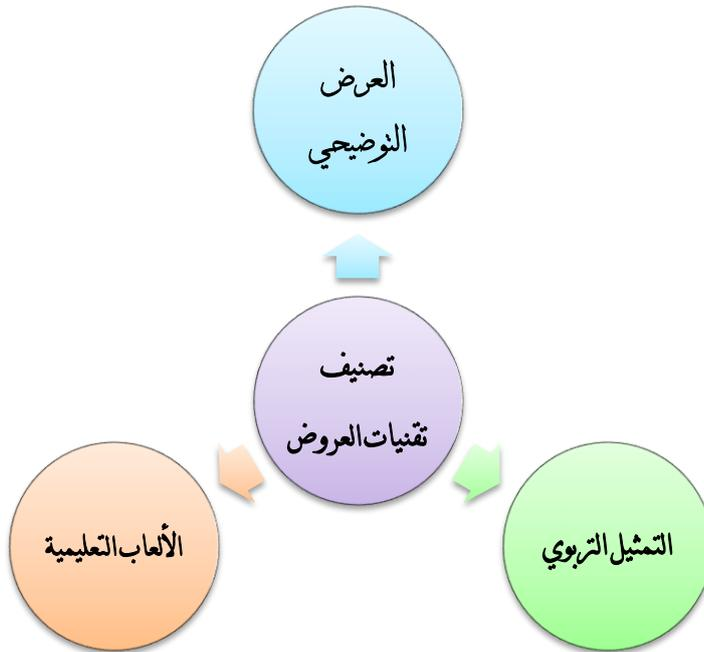 العرض
التوضيحي
تصنيف
تقنيات العروض
التمثيل التربوي
الألعاب التعليمية